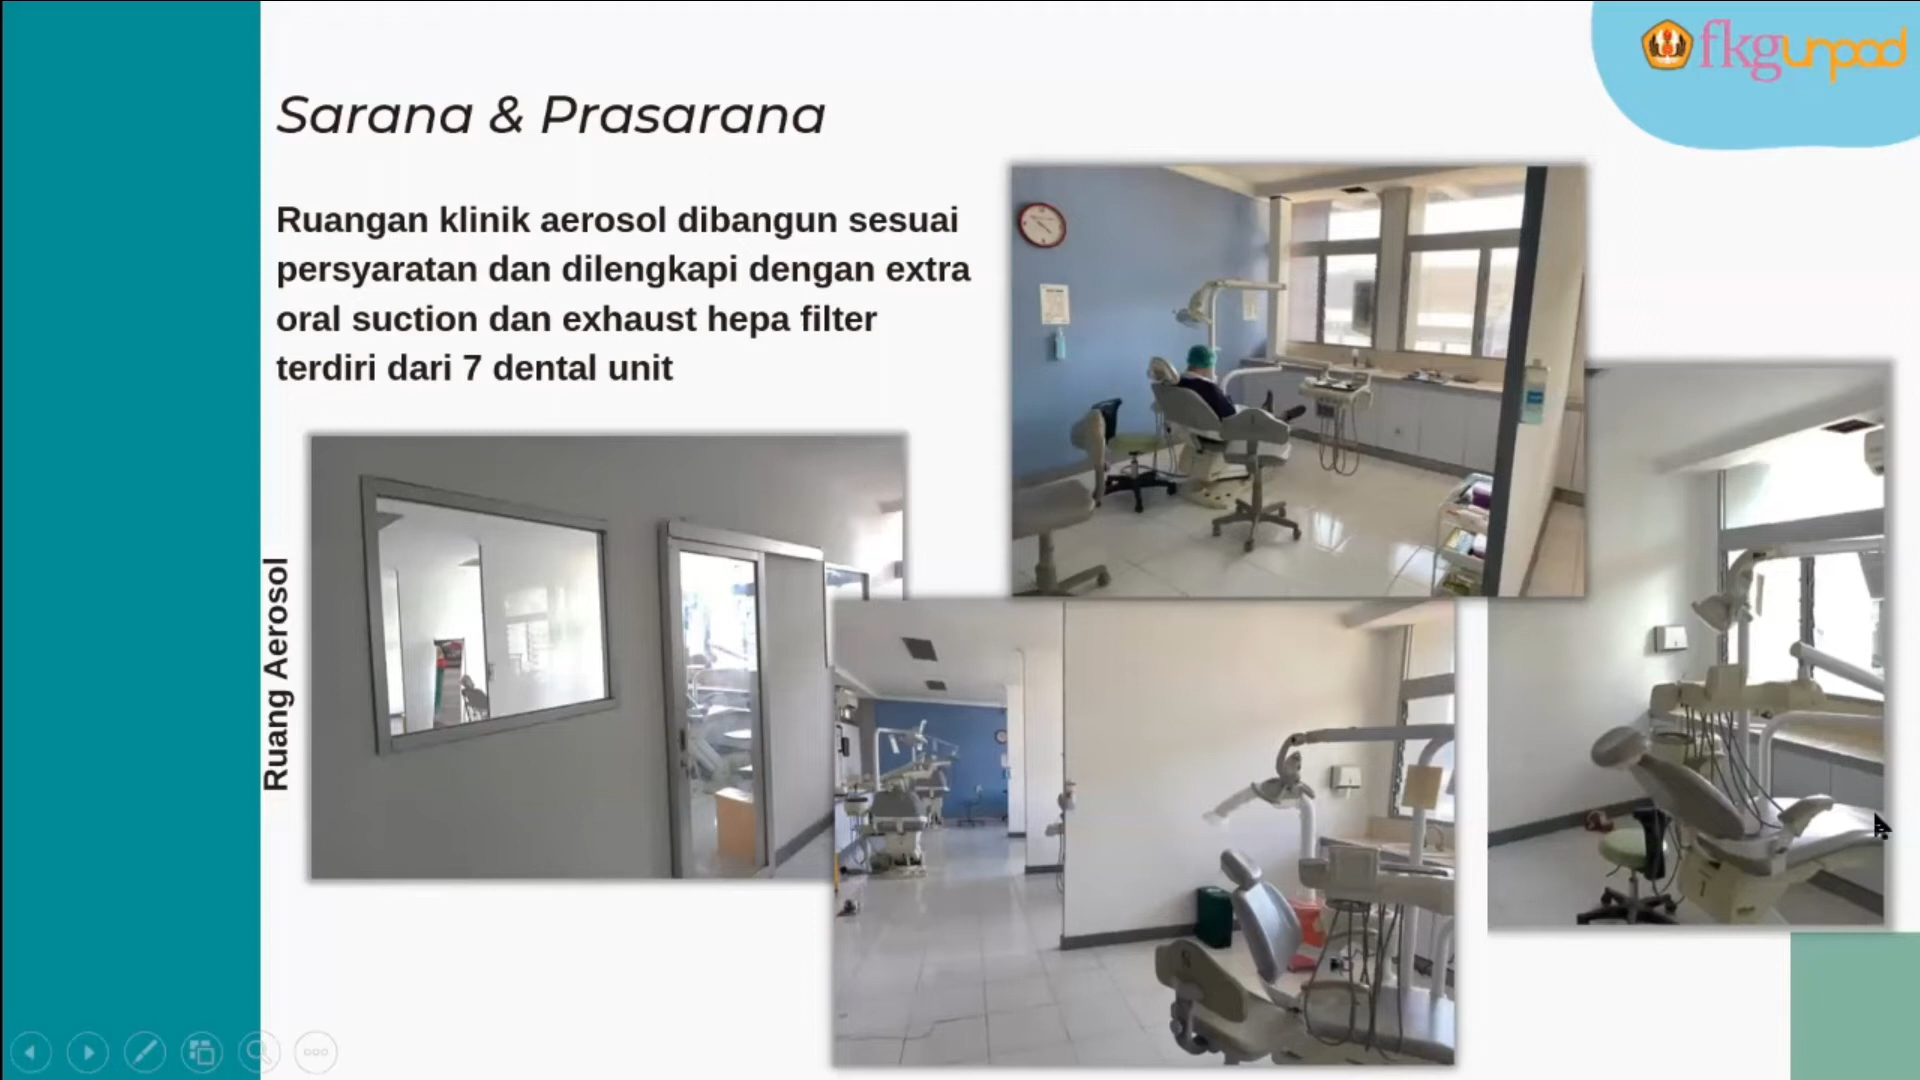 fkgunpad
Sarana & Prasarana
Ruangan klinik aerosol dibangun sesuai
persyaratan dan dilengkapi dengan extra
oral suction dan exhaust hepa filter
terdiri dari 7 dental unit
Ruang Aerosol